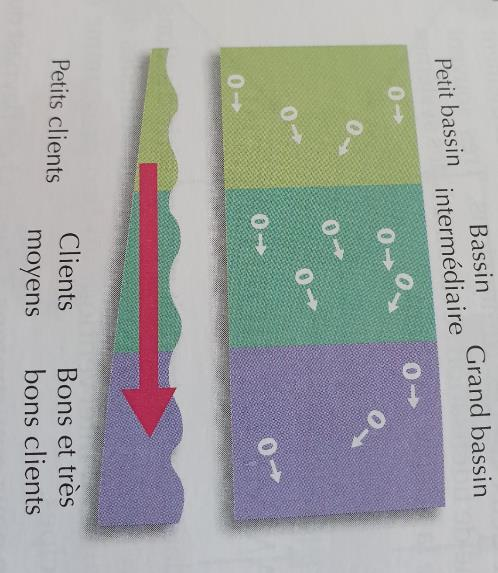 Petit bassin
Bassin
intermédiaire
Grand bassin
Petits clients
Clients
moyens
Bons et très
bons clients